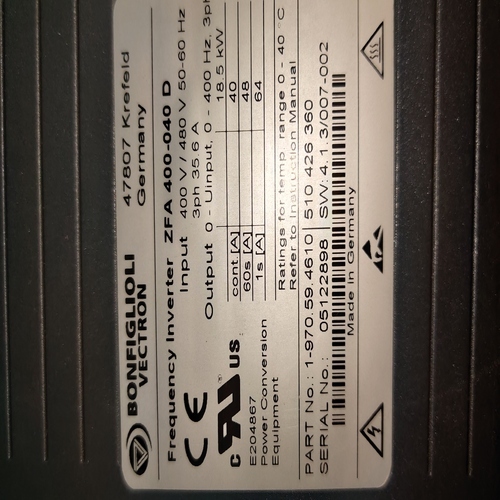 BONFIGLIOLI
VECTRON
47807 Krefeld
Germany
Frequency Inverter ZFA 400-040 D
Input 400 V / 480 V 50-60 Hz
3ph 35.6 A
Output 0 - Uinput, 0 - 400 Hz, 3ph
18.5 kW
cont. [A] 40
60s [A] 48
1s [A] 64
CE
c UR US
E204867
Power Conversion
Equipment
Ratings for temp. range 0 - 40 °C
Refer to Instruction Manual
PART No.: 1-970.59.4610 510 426 360
SERIAL No.: 05122898 SW:4.1.3/007-002
Made in Germany